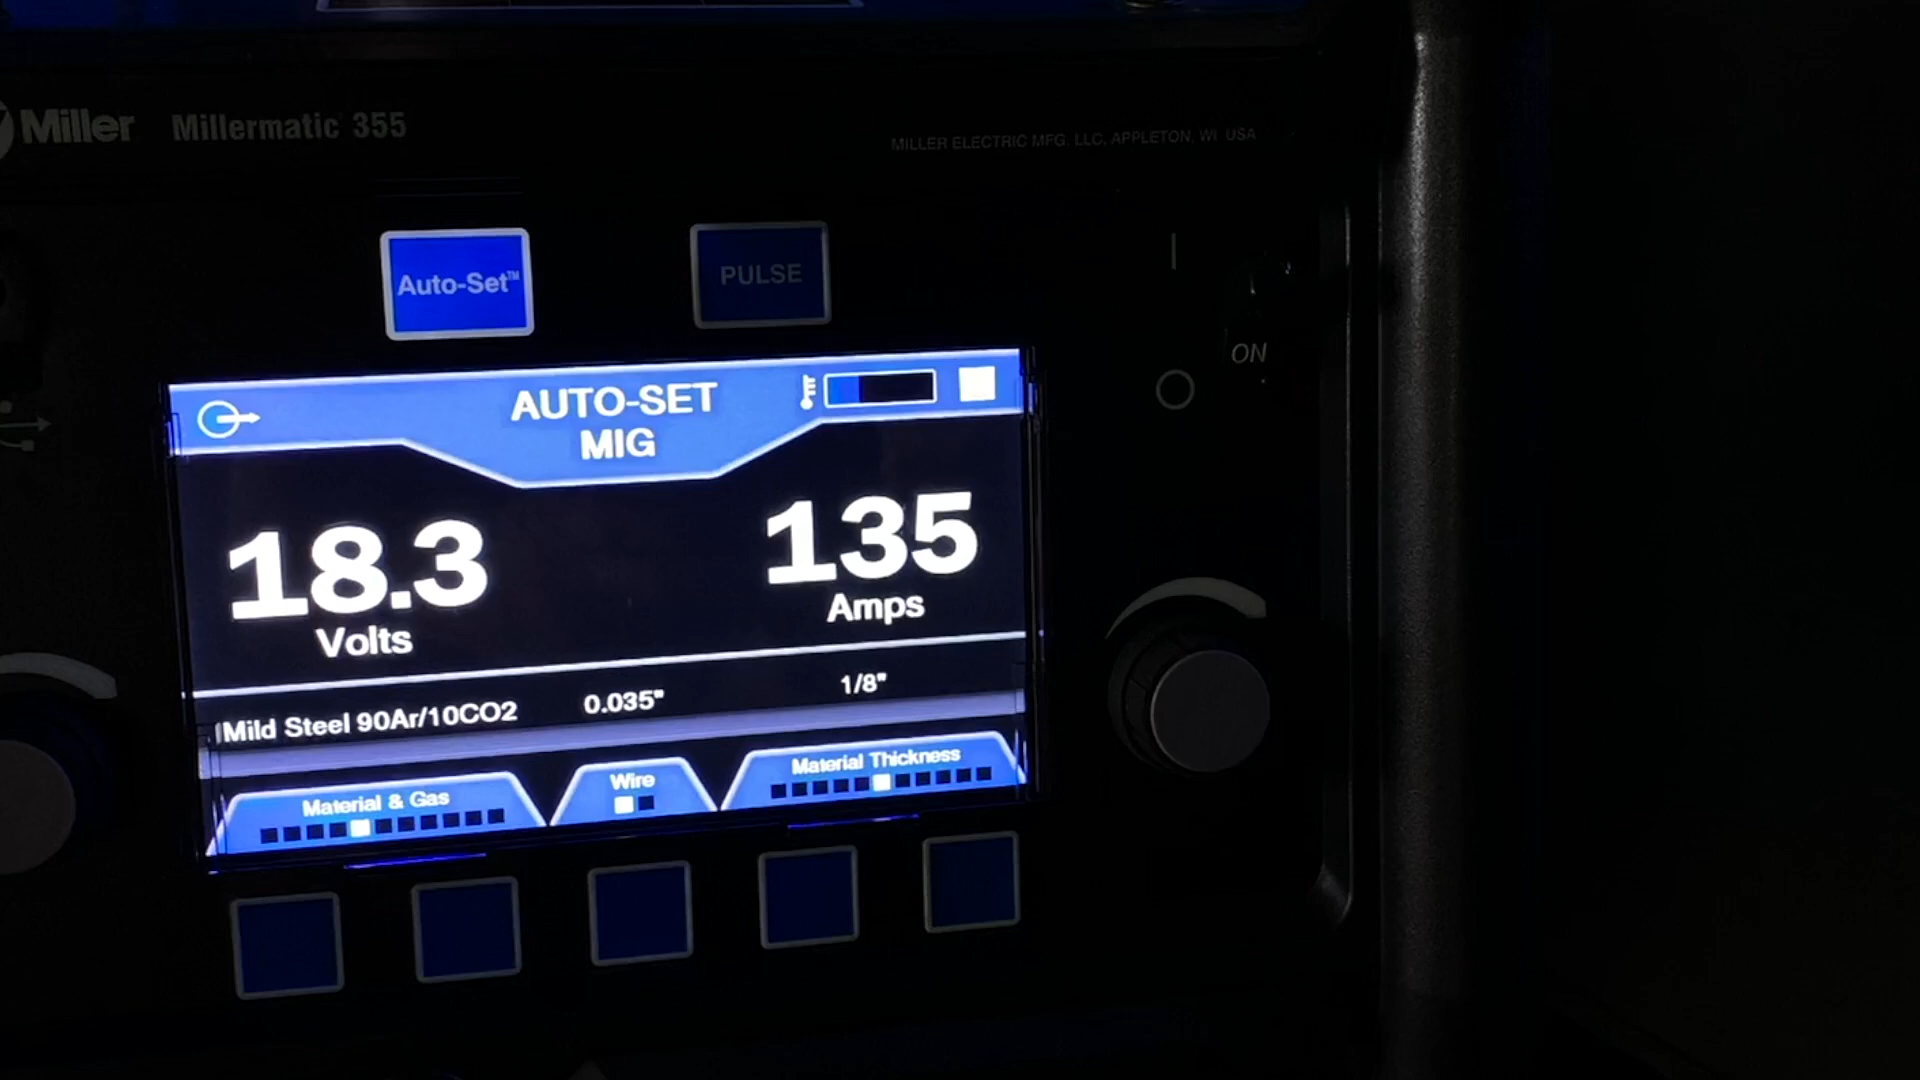 Miller Millermatic 355
MILLER ELECTRIC MFG. LLC, APPLETON, WI USA
Auto-Set™
PULSE
ON
AUTO-SET
MIG
18.3
Volts
135
Amps
Mild Steel 90Ar/10CO2 0.035" 1/8"
Material & Gas
Wire
Material Thickness